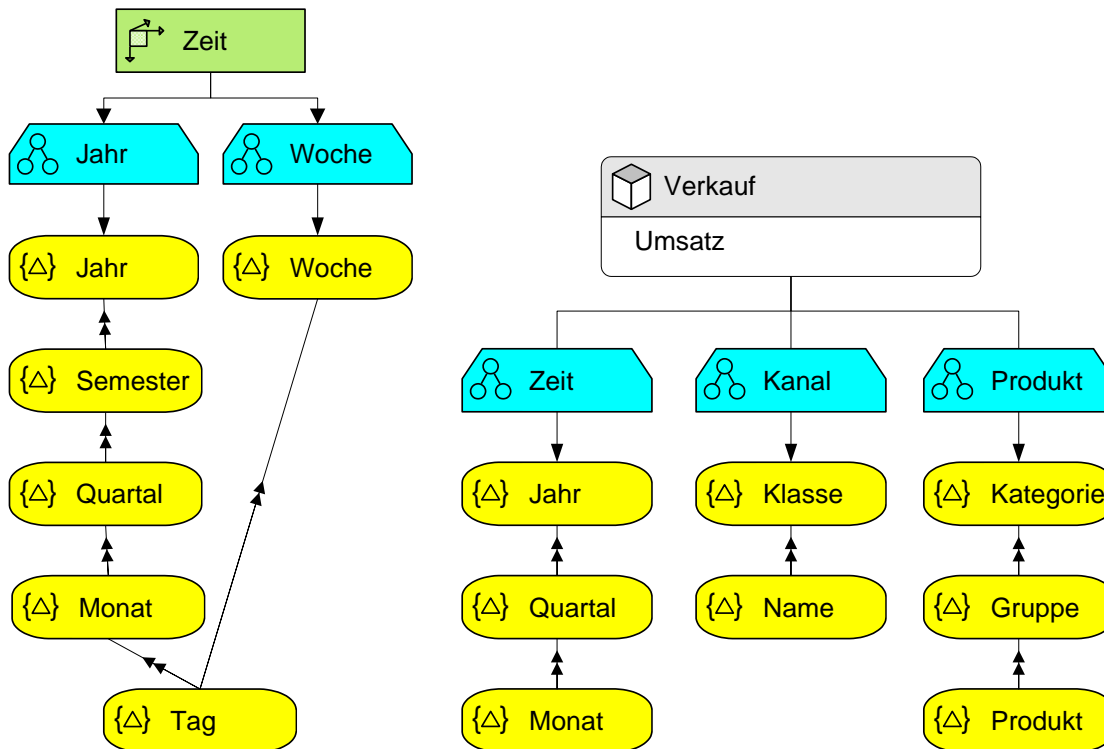 Zeit
Jahr
Woche
Jahr
Woche
Semester
Quartal
Monat
Tag
Verkauf
Umsatz
Zeit
Kanal
Produkt
Jahr
Klasse
Kategorie
Quartal
Name
Gruppe
Monat
Produkt